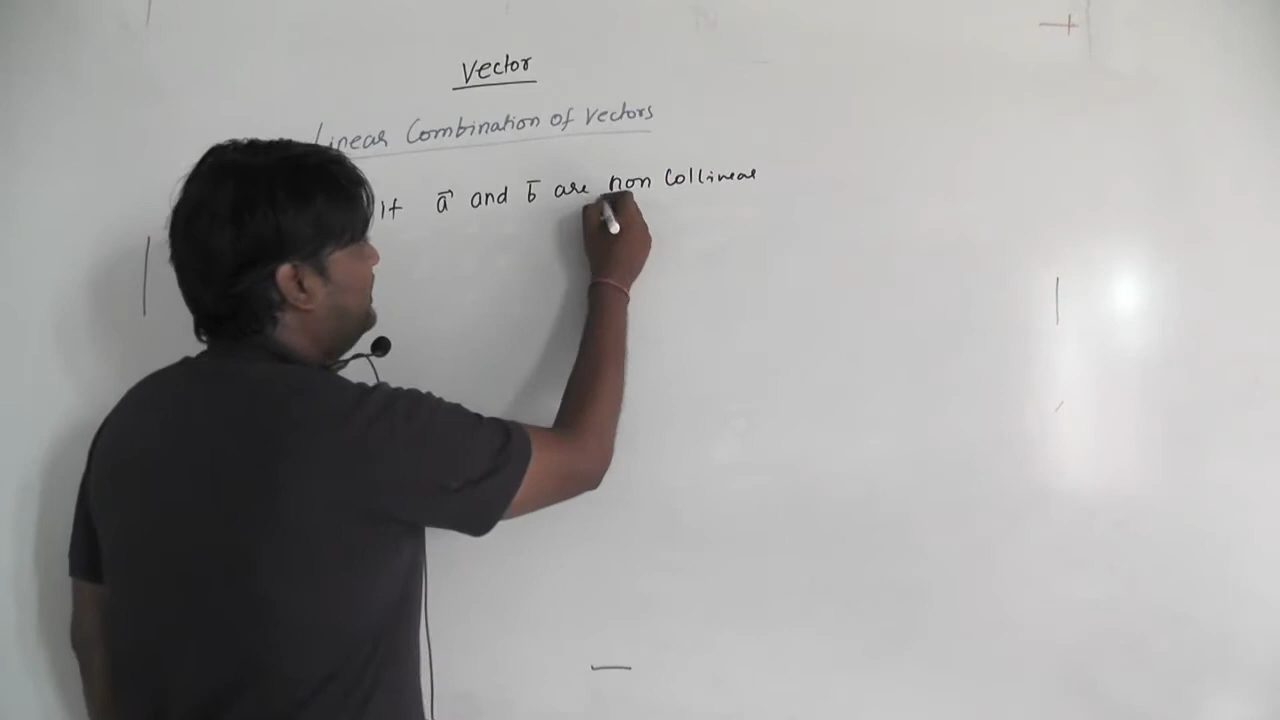 Vector
Linear Combination of Vectors
If a⃗ and b̄ are non Collinear